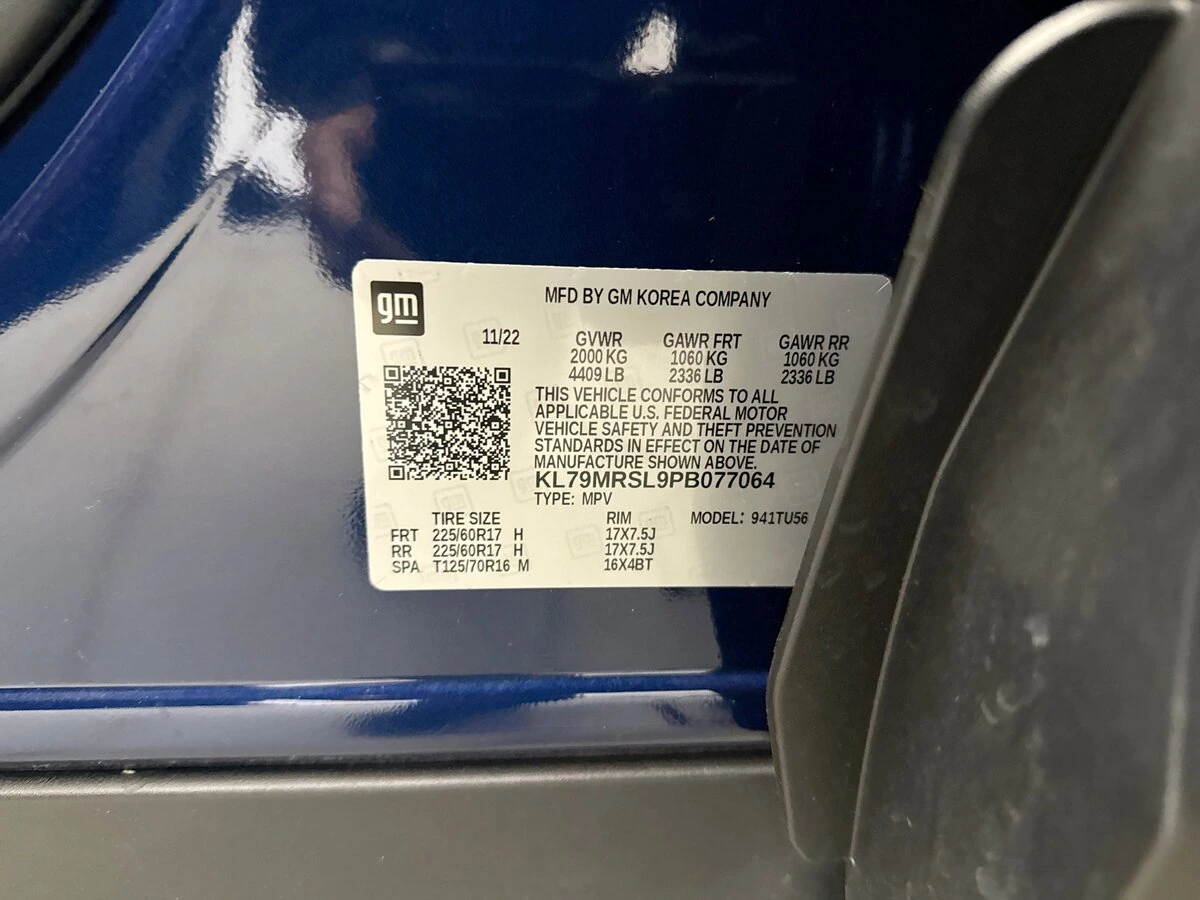 gm
MFD BY GM KOREA COMPANY
11/22 GVWR GAWR FRT GAWR RR
2000 KG 1060 KG 1060 KG
4409 LB 2336 LB 2336 LB
THIS VEHICLE CONFORMS TO ALL
APPLICABLE U.S. FEDERAL MOTOR
VEHICLE SAFETY AND THEFT PREVENTION
STANDARDS IN EFFECT ON THE DATE OF
MANUFACTURE SHOWN ABOVE.
KL79MRSL9PB077064
TYPE: MPV
TIRE SIZE RIM MODEL: 941TU56
FRT 225/60R17 H 17X7.5J
RR 225/60R17 H 17X7.5J
SPA T125/70R16 M 16X4BT